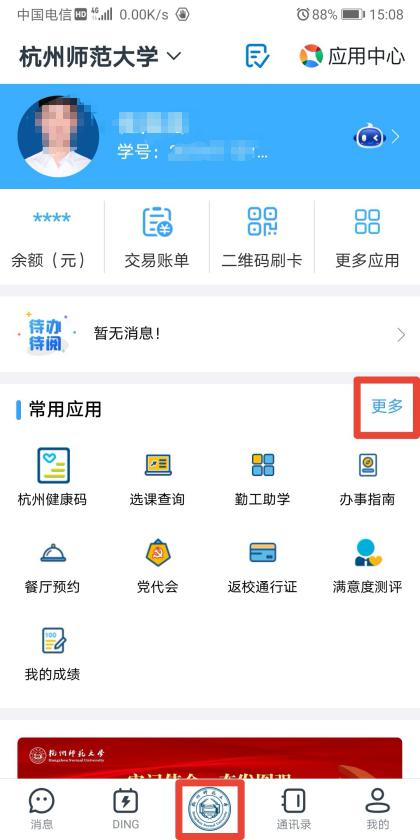 中国电信 HD 4G 0.00K/s 88% 15:08
杭州师范大学 应用中心
学号：
****
余额（元） 交易账单 二维码刷卡 更多应用
待办
待阅
暂无消息！
常用应用 更多
杭州健康码 选课查询 勤工助学 办事指南
100
餐厅预约 党代会 返校通行证 满意度测评
我的成绩
杭州师范大学
Hangzhou Normal University
消息 DING 通讯录 我的